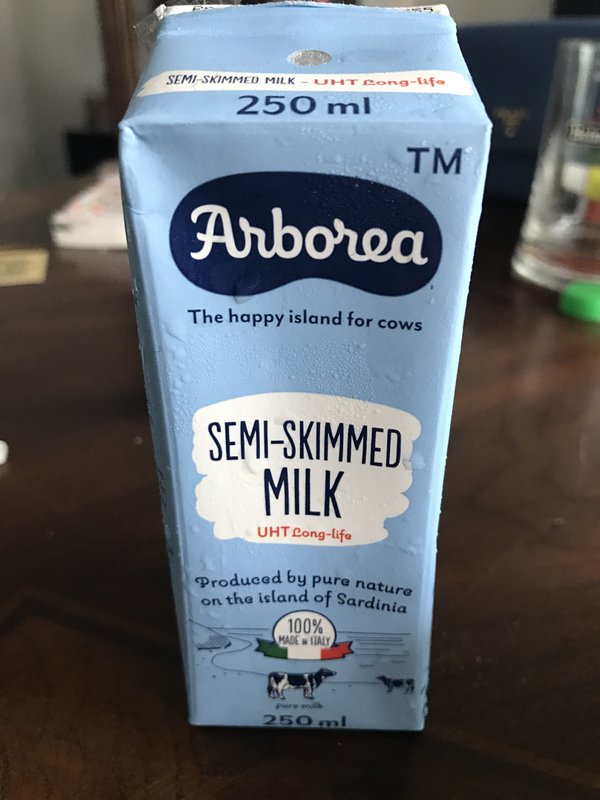 SEMI-SKIMMED MILK - UHT Long-life
250 ml
TM
Arborea
The happy island for cows
SEMI-SKIMMED
MILK
UHT Long-life
Produced by pure nature
on the island of Sardinia
100%
MADE IN ITALY
pure milk
250 ml